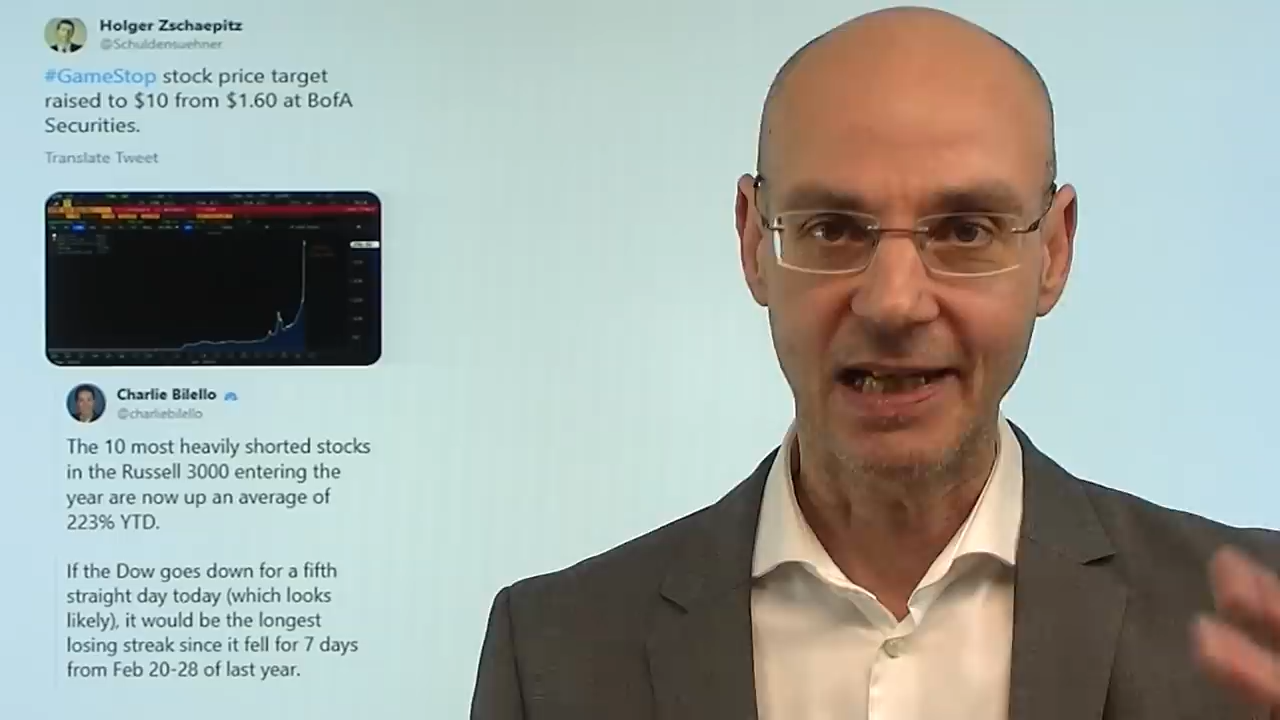 Holger Zschaepitz
@Schuldensuehner
#GameStop stock price target
raised to $10 from $1.60 at BofA
Securities.
Translate Tweet
Charlie Bilello
@charliebilello
The 10 most heavily shorted stocks
in the Russell 3000 entering the
year are now up an average of
223% YTD.
If the Dow goes down for a fifth
straight day today (which looks
likely), it would be the longest
losing streak since it fell for 7 days
from Feb 20-28 of last year.